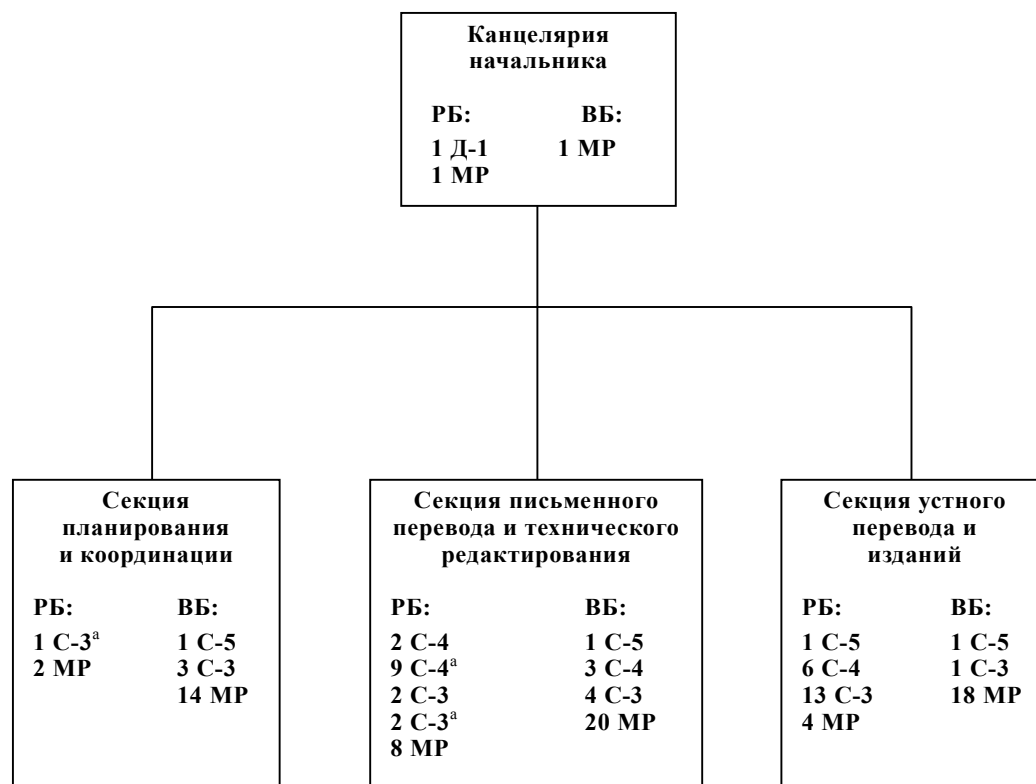 Канцелярия
начальника
РБ: ВБ:
1 Д-1 1 МР
1 МР
Секция
планирования
и координации
РБ: ВБ:
1 С-3ª 1 С-5
2 МР 3 С-3
14 МР
Секция письменного
перевода и технического
редактирования
РБ: ВБ:
2 С-4 1 С-5
9 С-4ª 3 С-4
2 С-3 4 С-3
2 С-3ª 20 МР
8 МР
Секция устного
перевода и
изданий
РБ: ВБ:
1 С-5 1 С-5
6 С-4 1 С-3
13 С-3 18 МР
4 МР